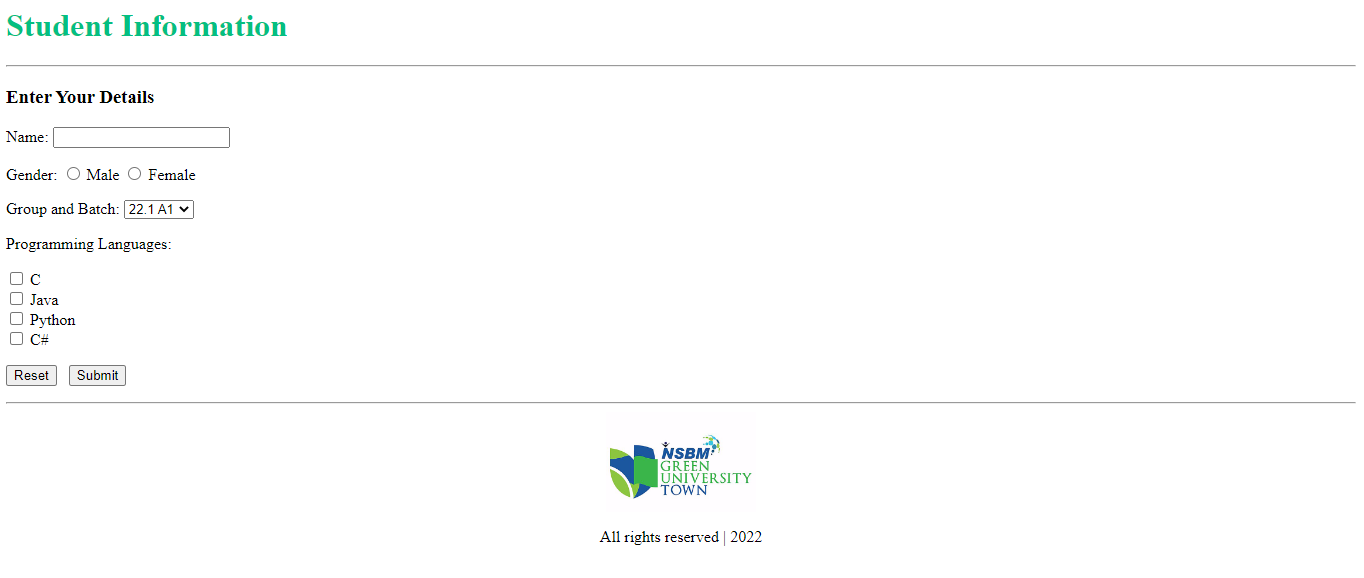 Student Information
Enter Your Details
Name:
Gender: Male Female
Group and Batch: 22.1 A1
Programming Languages:
C
Java
Python
C#
Reset Submit
NSBM
GREEN
UNIVERSITY
TOWN
All rights reserved | 2022